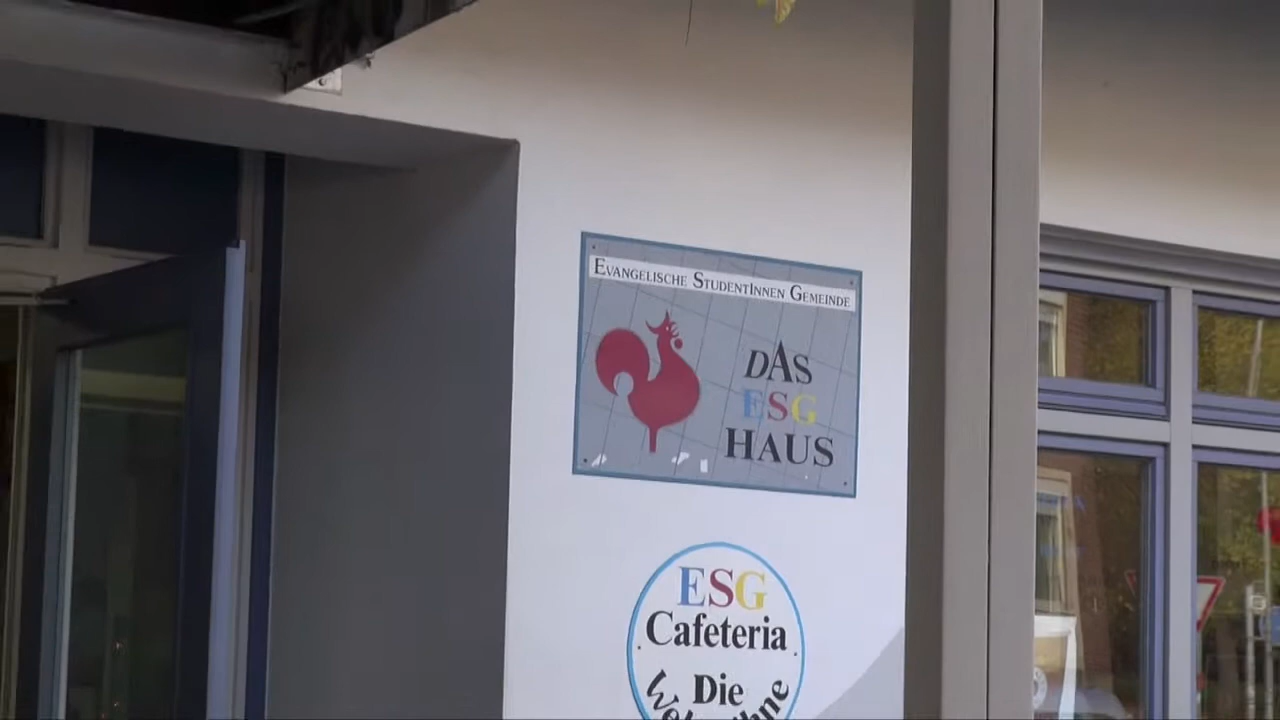 EVANGELISCHE STUDENTINNEN GEMEINDE
DAS
ESG
HAUS
ESG
Cafeteria
Die